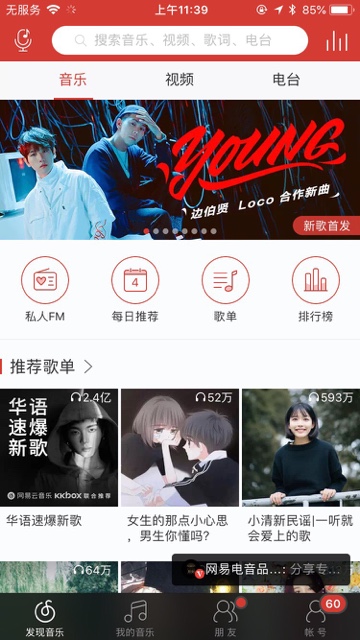 无服务
上午11:39
85%
搜索音乐、视频、歌词、电台
音乐
视频
电台
YOUNG
边伯贤 Loco 合作新曲
新歌首发
私人FM
4
每日推荐
歌单
排行榜
推荐歌单
2.4亿
华语
速爆
新歌
网易云音乐 KKBOX 联合推荐
华语速爆新歌
52万
女生的那点小心思
，男生你懂吗?
593万
小清新民谣|一听就
会爱上的歌
64万
网易电音品...: 分享专...
发现音乐
我的音乐
朋友
60
帐号